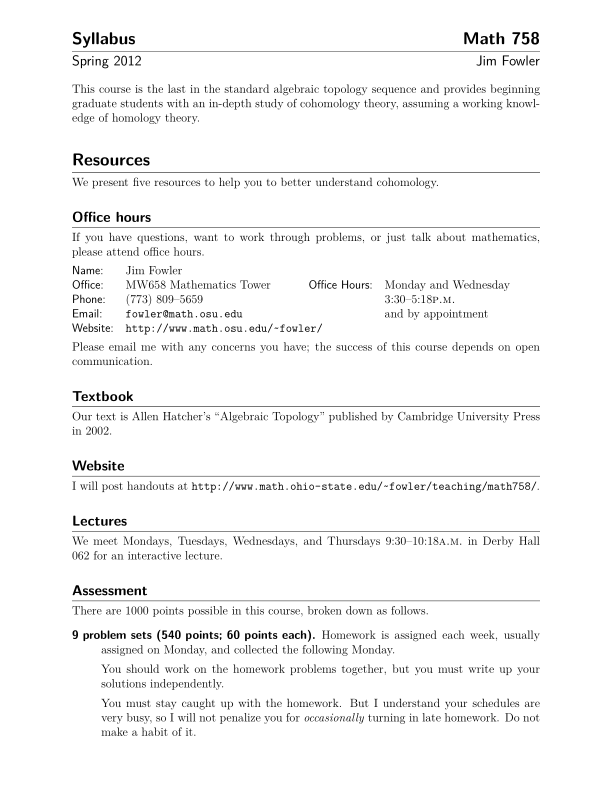 Syllabus Math 758
Spring 2012 Jim Fowler
This course is the last in the standard algebraic topology sequence and provides beginning
graduate students with an in-depth study of cohomology theory, assuming a working knowl-
edge of homology theory.
Resources
We present five resources to help you to better understand cohomology.
Office hours
If you have questions, want to work through problems, or just talk about mathematics,
please attend office hours.
Name: Jim Fowler
Office: MW658 Mathematics Tower Office Hours: Monday and Wednesday
Phone: (773) 809–5659 3:30–5:18P.M.
Email: fowler@math.osu.edu and by appointment
Website: http://www.math.osu.edu/~fowler/
Please email me with any concerns you have; the success of this course depends on open
communication.
Textbook
Our text is Allen Hatcher's “Algebraic Topology” published by Cambridge University Press
in 2002.
Website
I will post handouts at http://www.math.ohio-state.edu/~fowler/teaching/math758/.
Lectures
We meet Mondays, Tuesdays, Wednesdays, and Thursdays 9:30–10:18A.M. in Derby Hall
062 for an interactive lecture.
Assessment
There are 1000 points possible in this course, broken down as follows.
9 problem sets (540 points; 60 points each). Homework is assigned each week, usually
assigned on Monday, and collected the following Monday.
You should work on the homework problems together, but you must write up your
solutions independently.
You must stay caught up with the homework. But I understand your schedules are
very busy, so I will not penalize you for occasionally turning in late homework. Do not
make a habit of it.